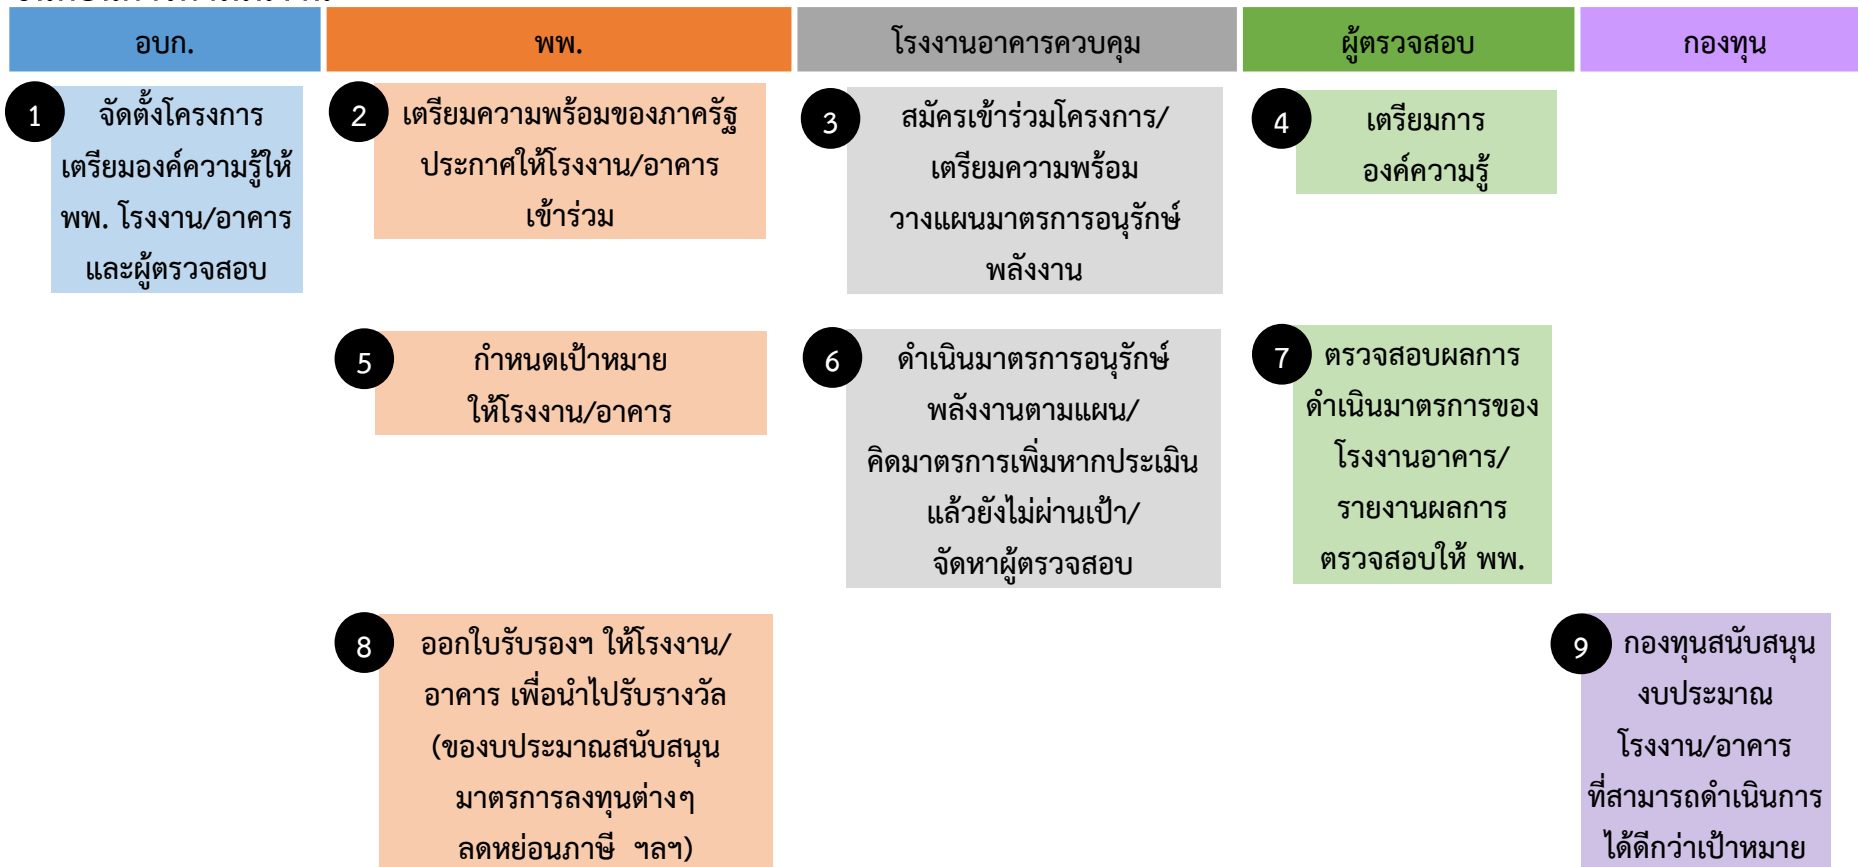 อบก.
พพ.
โรงงานอาคารควบคุม
ผู้ตรวจสอบ
กองทุน
1
จัดตั้งโครงการ
เตรียมองค์ความรู้ให้
พพ. โรงงาน/อาคาร
และผู้ตรวจสอบ
2
เตรียมความพร้อมของภาครัฐ
ประกาศให้โรงงาน/อาคาร
เข้าร่วม
3
สมัครเข้าร่วมโครงการ/
เตรียมความพร้อม
วางแผนมาตรการอนุรักษ์
พลังงาน
4
เตรียมการ
องค์ความรู้
5
กำหนดเป้าหมาย
ให้โรงงาน/อาคาร
6
ดำเนินมาตรการอนุรักษ์
พลังงานตามแผน/
คิดมาตรการเพิ่มหากประเมิน
แล้วยังไม่ผ่านเป้า/
จัดหาผู้ตรวจสอบ
7
ตรวจสอบผลการ
ดำเนินมาตรการของ
โรงงานอาคาร/
รายงานผลการ
ตรวจสอบให้ พพ.
8
ออกใบรับรองฯ ให้โรงงาน/
อาคาร เพื่อนำไปรับรางวัล
(ของบประมาณสนับสนุน
มาตรการลงทุนต่างๆ
ลดหย่อนภาษี ฯลฯ)
9
กองทุนสนับสนุน
งบประมาณ
โรงงาน/อาคาร
ที่สามารถดำเนินการ
ได้ดีกว่าเป้าหมาย